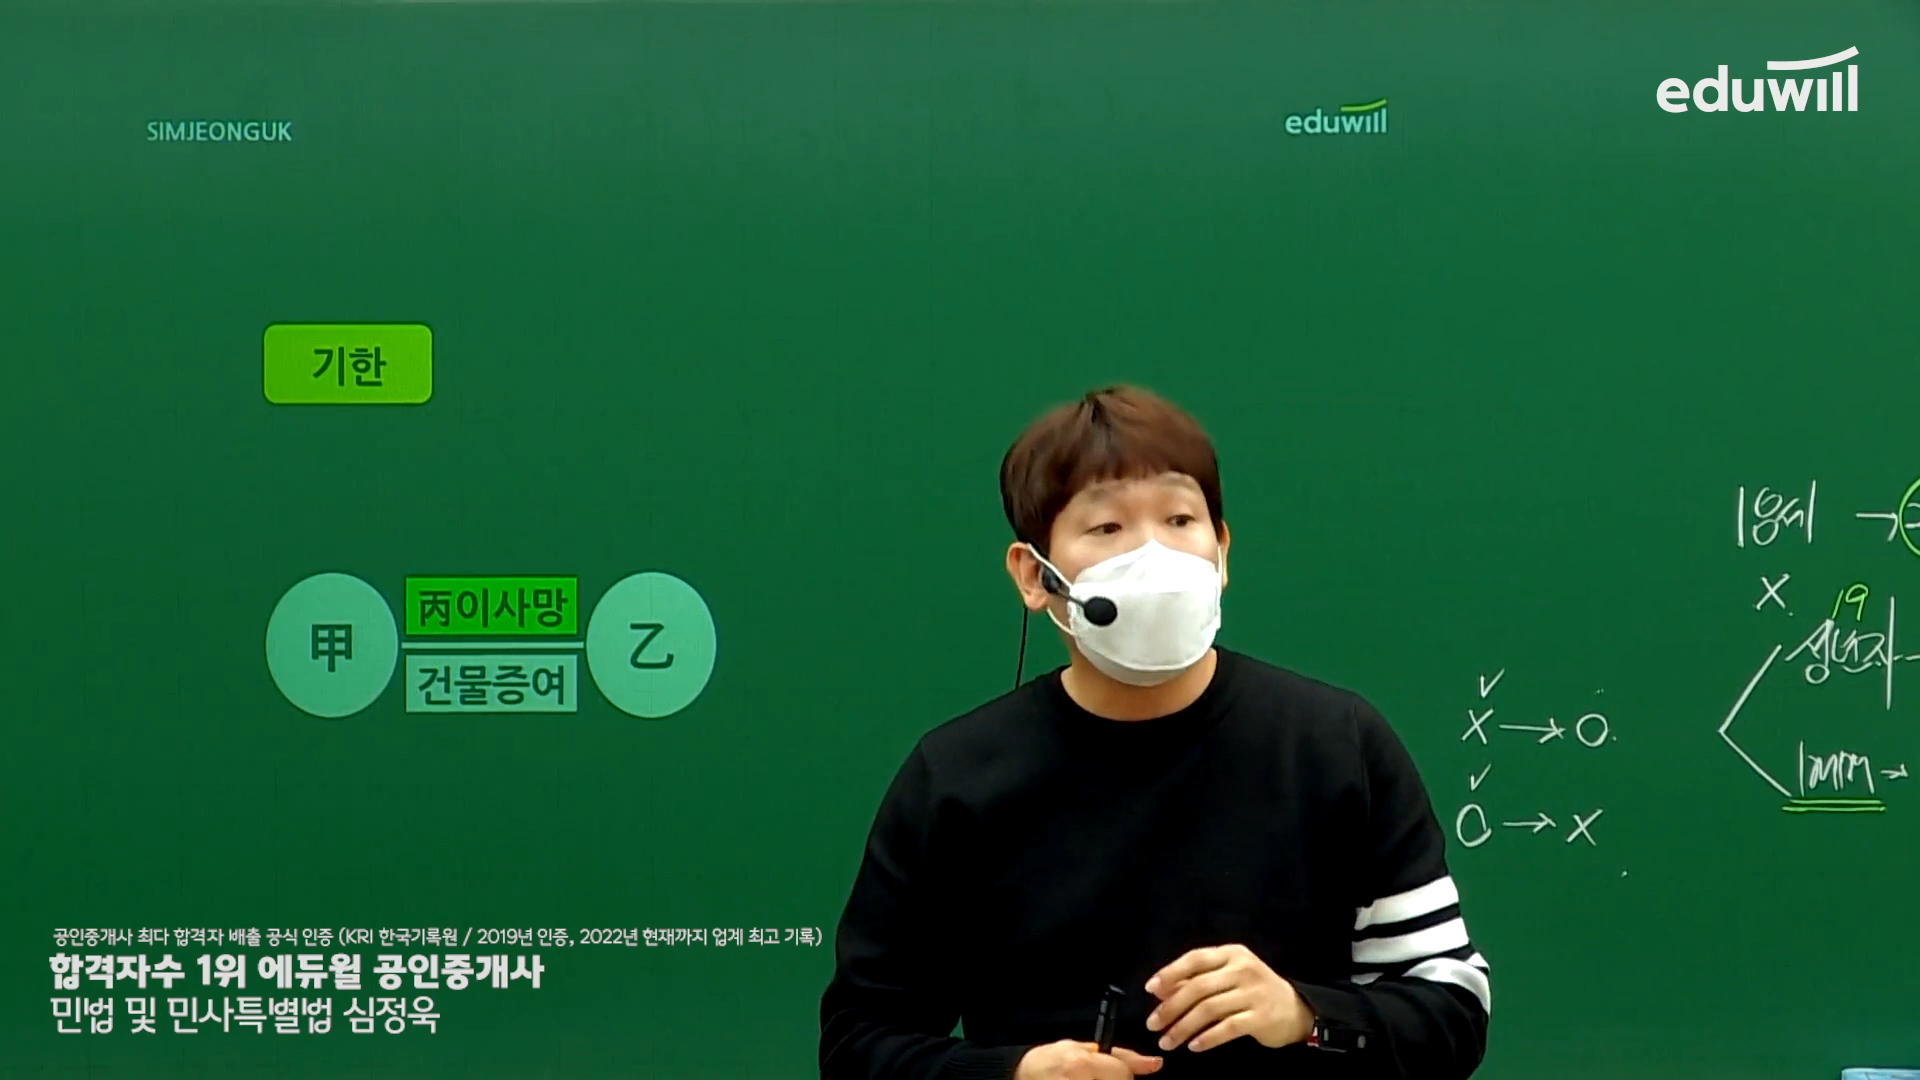 eduwill
SIMJEONGUK
eduwill
기한
甲
丙이사망
건물증여
乙
19
성년자
X → O
O → X
X
공인중개사 최다 합격자 배출 공식 인증 (KRI 한국기록원 / 2019년 인증, 2022년 현재까지 업계 최고 기록)
합격자수 1위 에듀윌 공인중개사
민법 및 민사특별법 심정욱